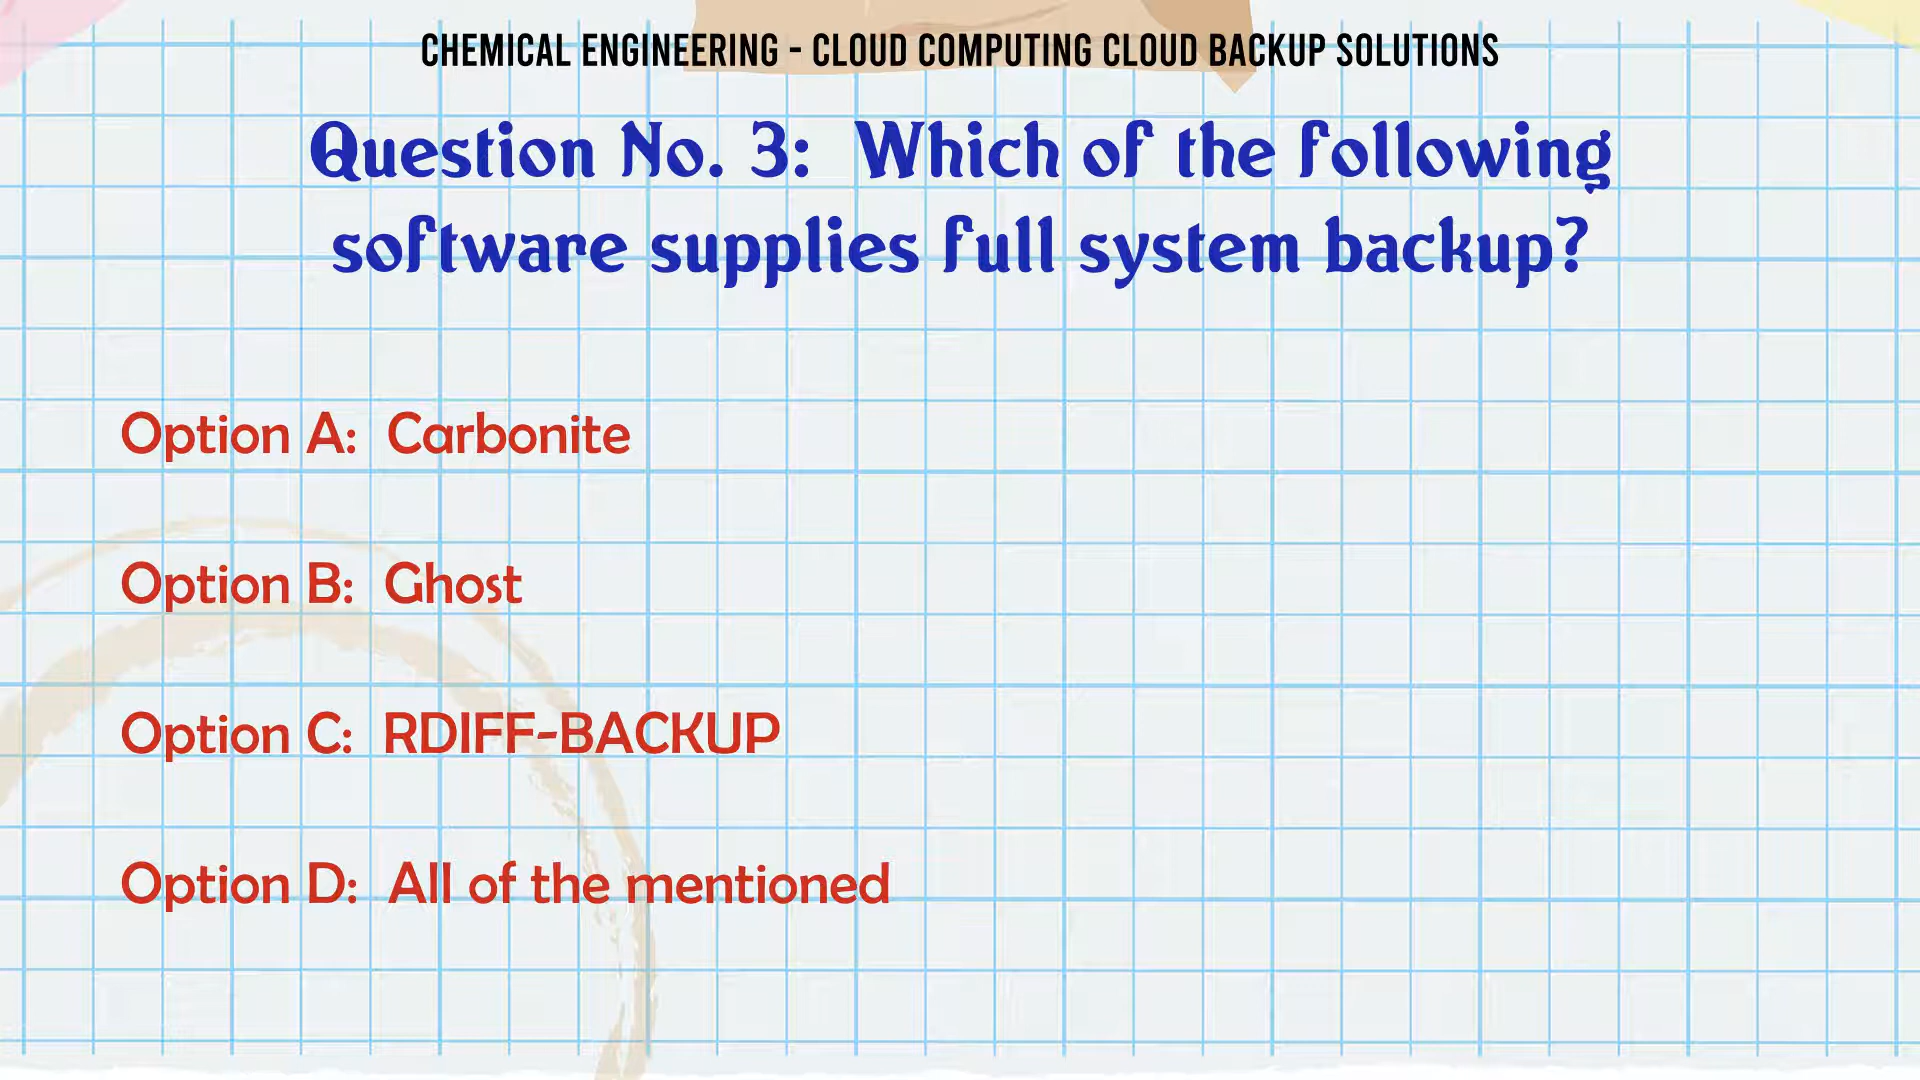 CHEMICAL ENGINEERING - CLOUD COMPUTING CLOUD BACKUP SOLUTIONS
Question No. 3: Which of the following
software supplies full system backup?
Option A: Carbonite
Option B: Ghost
Option C: RDIFF-BACKUP
Option D: All of the mentioned